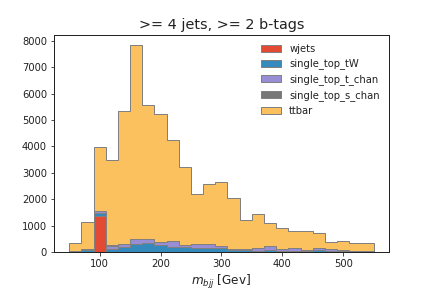 >= 4 jets, >= 2 b-tags
8000
7000
6000
5000
4000
3000
2000
1000
0
wjets
single_top_tW
single_top_t_chan
single_top_s_chan
ttbar
100
200
300
400
500
m_{bjj} [Gev]